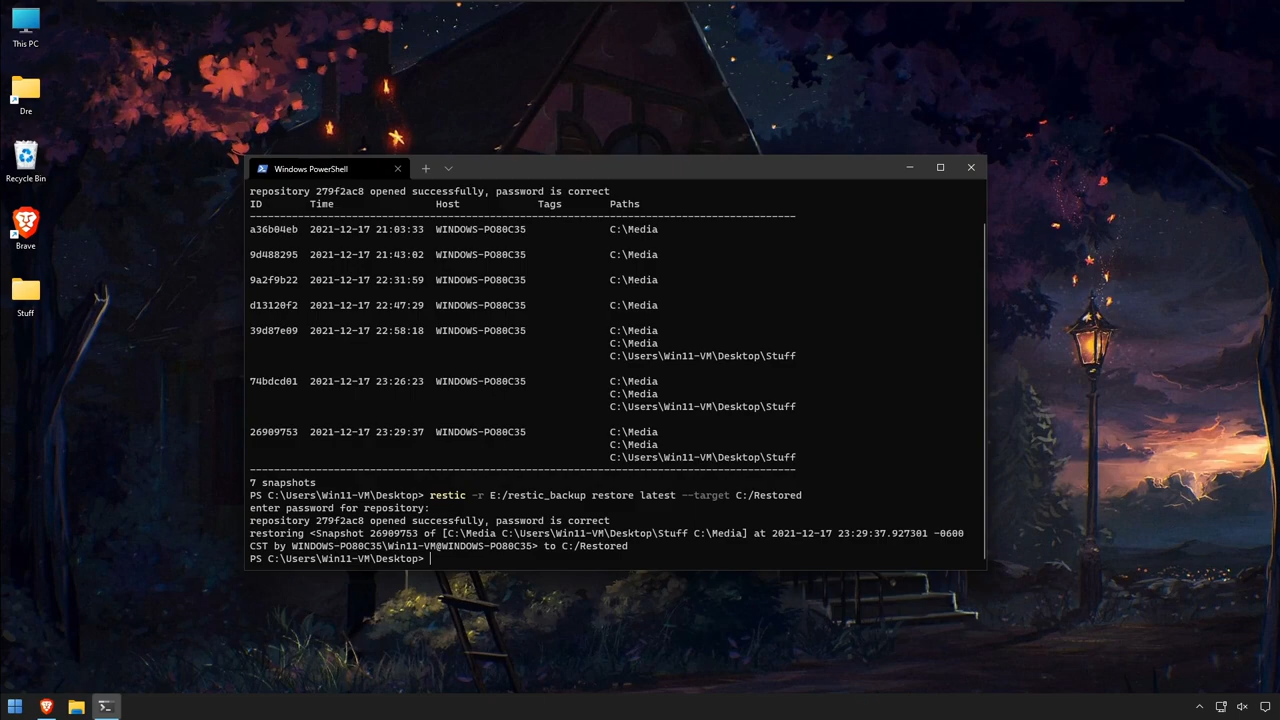 This PC
Dre
Recycle Bin
Brave
Stuff
Windows PowerShell
repository 279f2ac8 opened successfully, password is correct
ID Time Host Tags Paths
a36b04eb 2021-12-17 21:03:33 WINDOWS-PO80C35 C:\Media
9d488295 2021-12-17 21:43:02 WINDOWS-PO80C35 C:\Media
9a2f9b22 2021-12-17 22:31:59 WINDOWS-PO80C35 C:\Media
d13120f2 2021-12-17 22:47:29 WINDOWS-PO80C35 C:\Media
39d87e09 2021-12-17 22:58:18 WINDOWS-PO80C35 C:\Media
C:\Media
C:\Users\Win11-VM\Desktop\Stuff
74bdcd01 2021-12-17 23:26:23 WINDOWS-PO80C35 C:\Media
C:\Media
C:\Users\Win11-VM\Desktop\Stuff
26909753 2021-12-17 23:29:37 WINDOWS-PO80C35 C:\Media
C:\Media
C:\Users\Win11-VM\Desktop\Stuff
7 snapshots
PS C:\Users\Win11-VM\Desktop> restic -r E:/restic_backup restore latest --target C:/Restored
enter password for repository:
repository 279f2ac8 opened successfully, password is correct
restoring <Snapshot 26909753 of [C:\Media C:\Users\Win11-VM\Desktop\Stuff C:\Media] at 2021-12-17 23:29:37.927301 -0600
CST by WINDOWS-PO80C35\Win11-VM@WINDOWS-PO80C35> to C:/Restored
PS C:\Users\Win11-VM\Desktop>